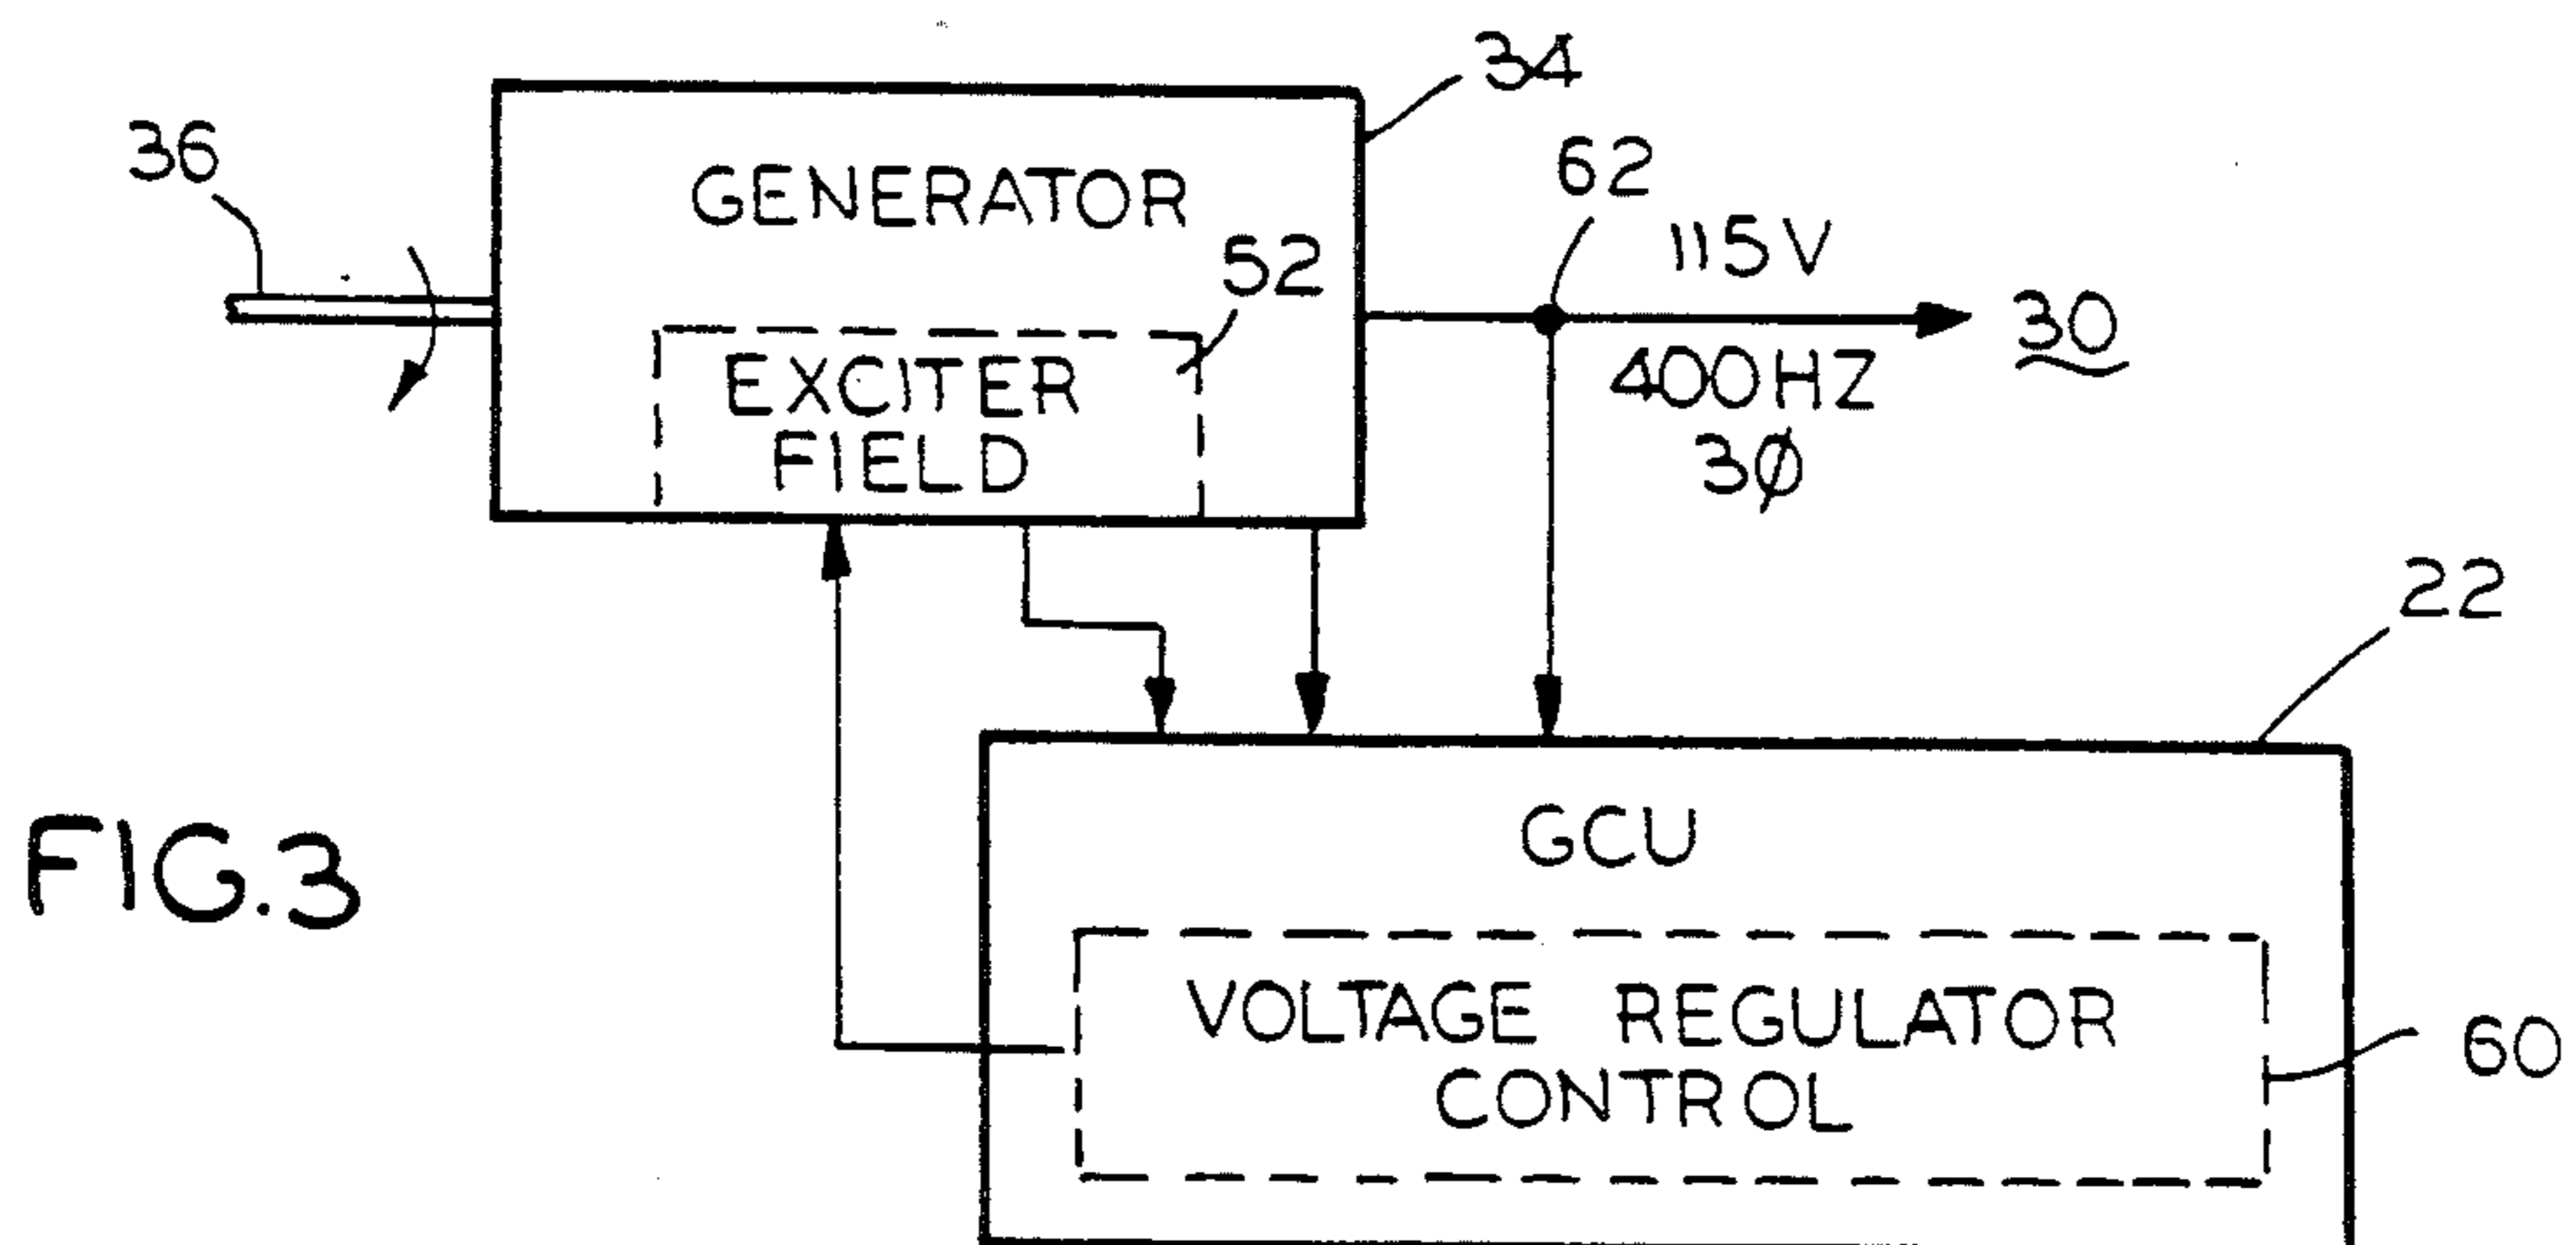 34
36
GENERATOR
62
52
115V
30
EXCITER
FIELD
400HZ
3Ø
22
GCU
FIG.3
VOLTAGE REGULATOR
CONTROL
60